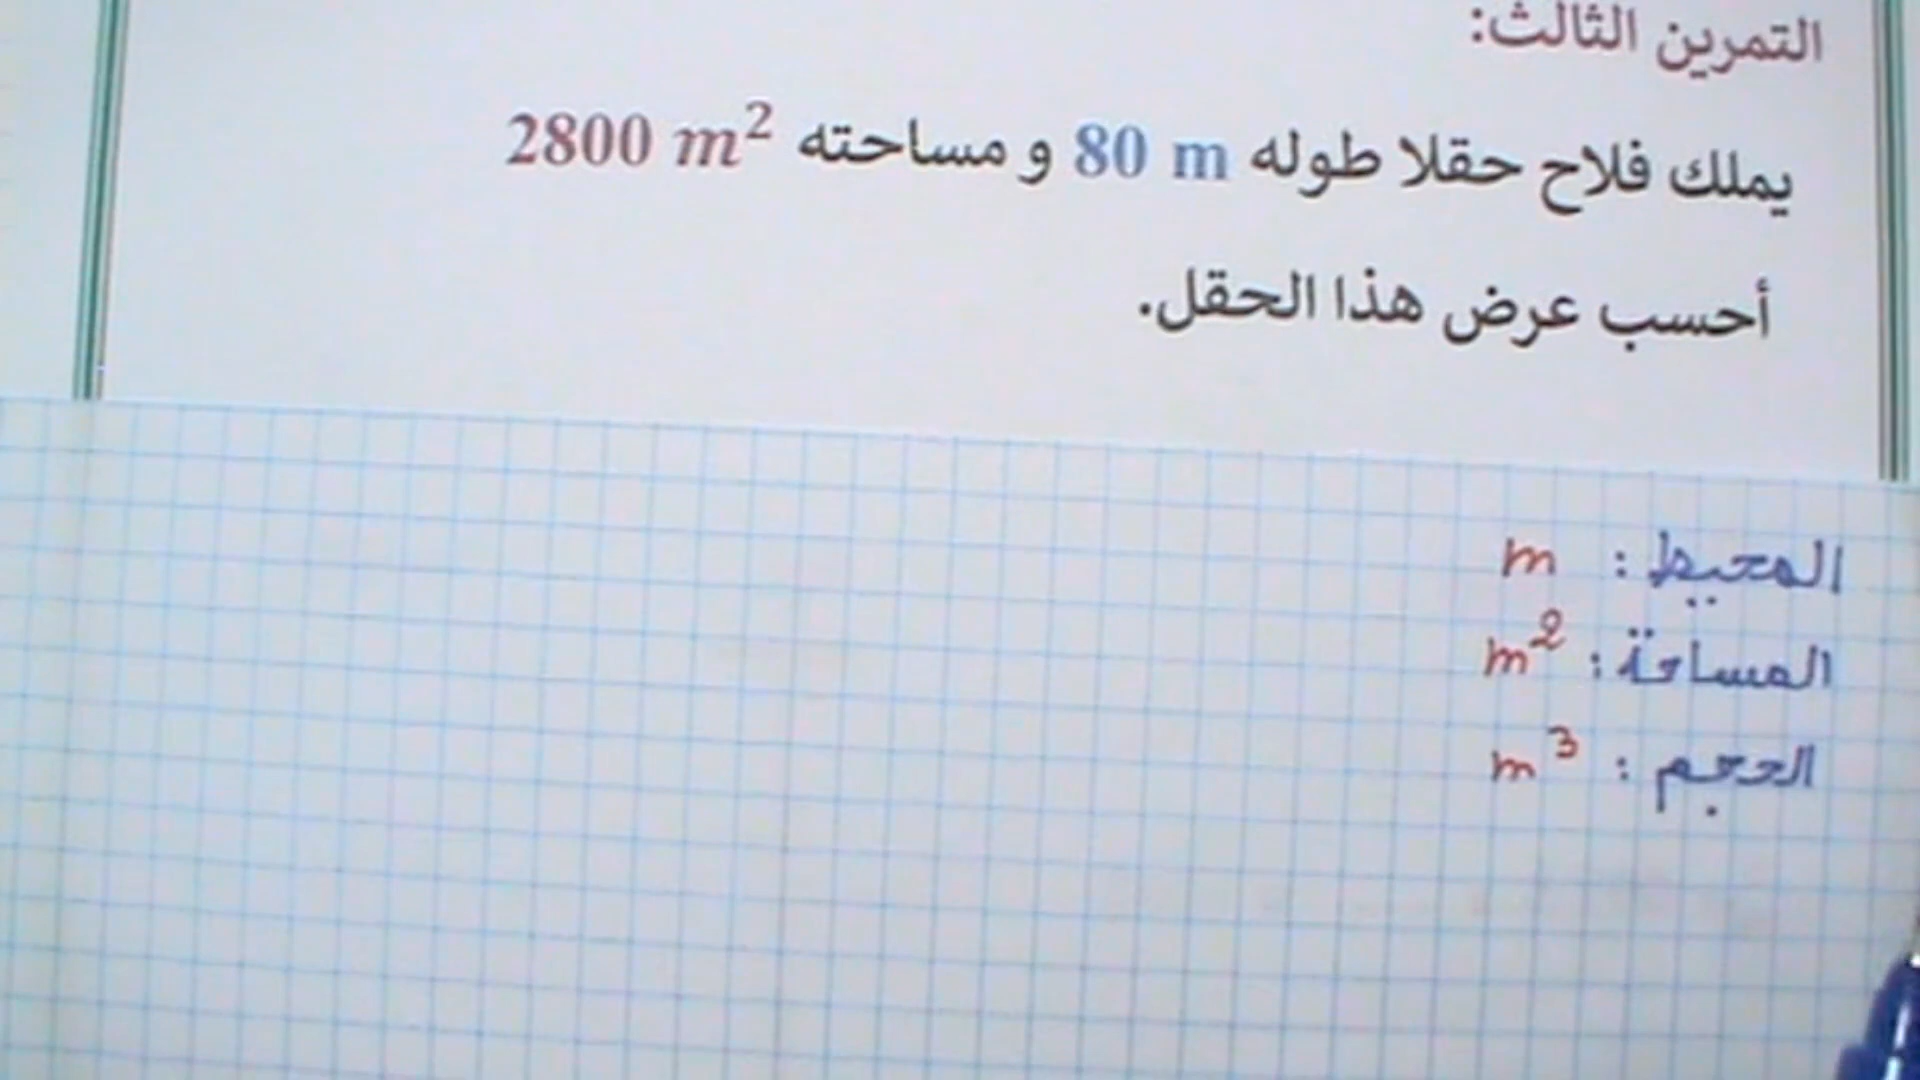 التمرين الثالث:
يملك فلاح حقلا طوله 80 m و مساحته 2800 m²
أحسب عرض هذا الحقل.
المحيط : m
المساحة : m²
الحجم : m³